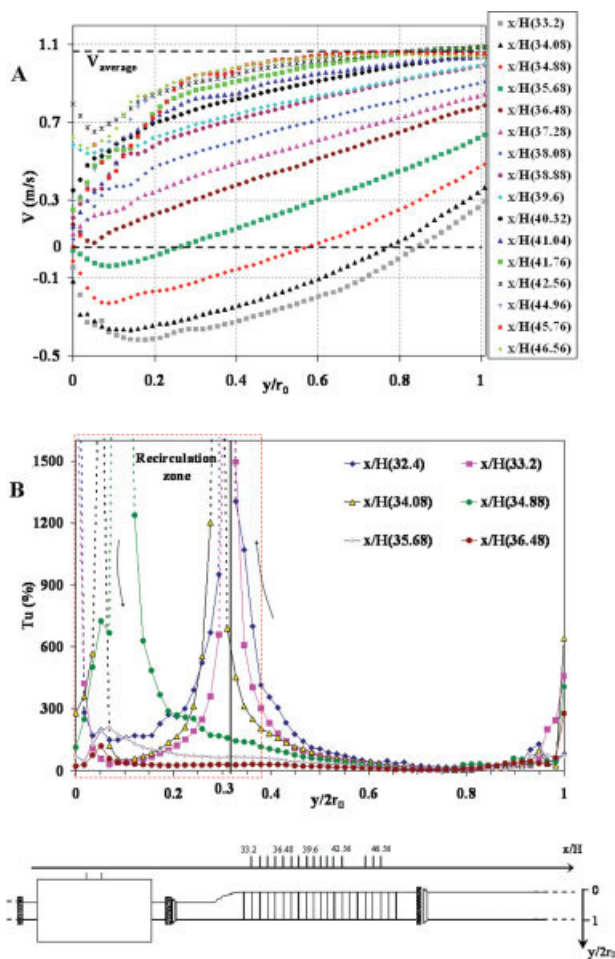 A
V (m/s)
1.1
0.7
0.3
0
-0.1
-0.5
Vaverage
0
0.2
0.4
0.6
0.8
1
y/r0
x/H(33.2)
x/H(34.08)
x/H(34.88)
x/H(35.68)
x/H(36.48)
x/H(37.28)
x/H(38.08)
x/H(38.88)
x/H(39.6)
x/H(40.32)
x/H(41.04)
x/H(41.76)
x/H(42.56)
x/H(44.96)
x/H(45.76)
x/H(46.56)
B
Tu (%)
1500
1200
900
600
300
0
Recirculation
zone
x/H(32.4)
x/H(33.2)
x/H(34.08)
x/H(34.88)
x/H(35.68)
x/H(36.48)
0
0.2
0.3
0.4
0.6
0.8
1
y/2r0
33.2 36.48 39.6 42.56 46.56
x/H
0
1
y/2r0